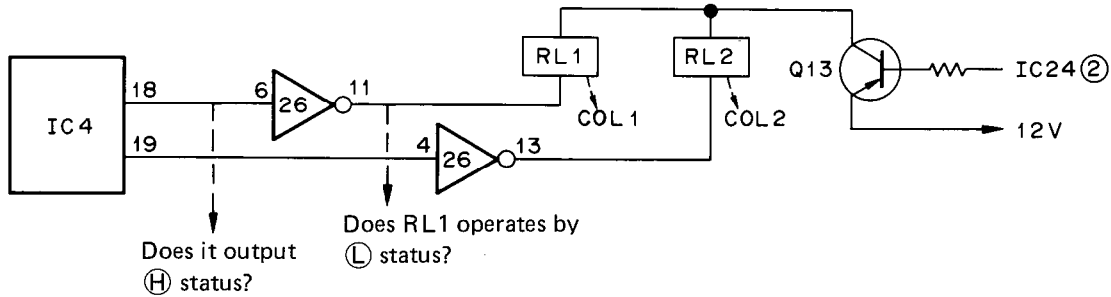 RL1
RL2
Q13
IC24②
18
6
26
11
IC4
COL1
COL2
12V
19
4
26
13
Does RL1 operates by
Ⓛ status?
Does it output
Ⓗ status?